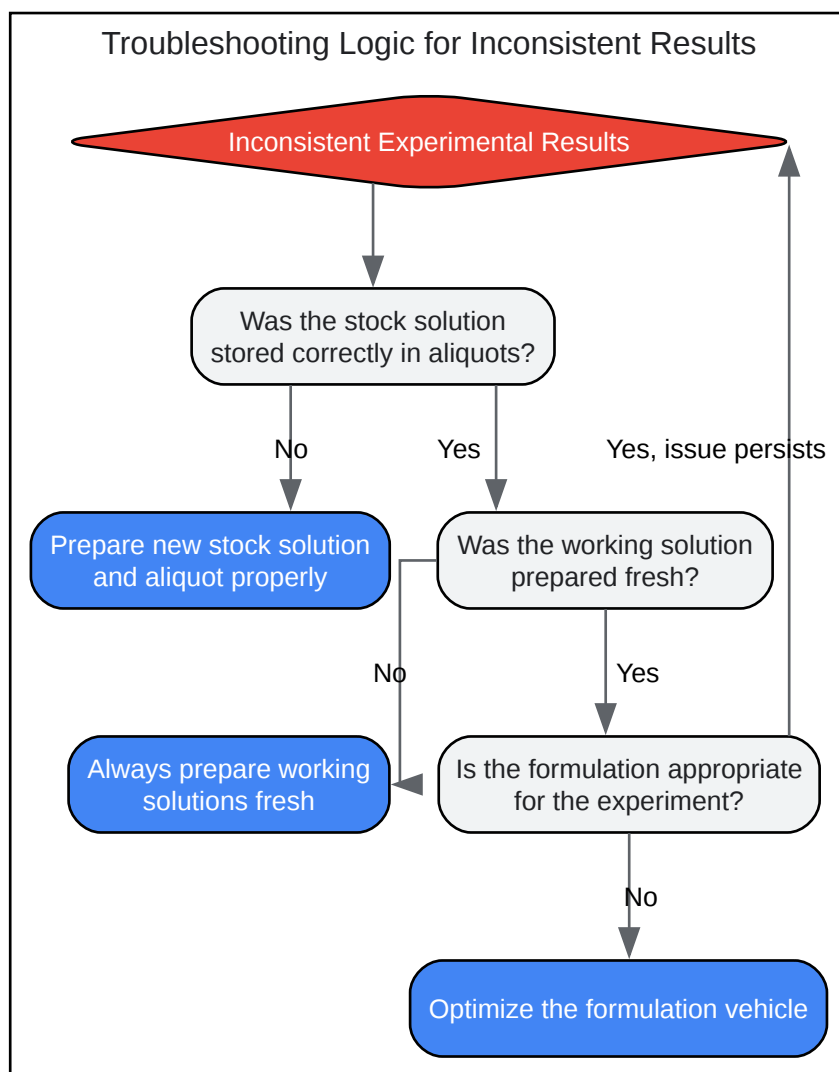 Troubleshooting Logic for Inconsistent Results
Inconsistent Experimental Results
Was the stock solution
stored correctly in aliquots?
No
Yes
Yes, issue persists
Prepare new stock solution
and aliquot properly
Was the working solution
prepared fresh?
No
Yes
Always prepare working
solutions fresh
Is the formulation appropriate
for the experiment?
No
Optimize the formulation vehicle